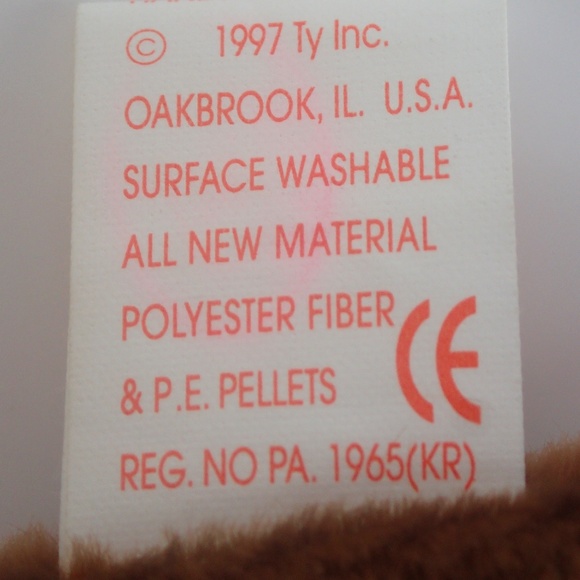 © 1997 Ty Inc.
OAKBROOK, IL. U.S.A.
SURFACE WASHABLE
ALL NEW MATERIAL
POLYESTER FIBER
& P.E. PELLETS
CE
REG. NO PA. 1965(KR)